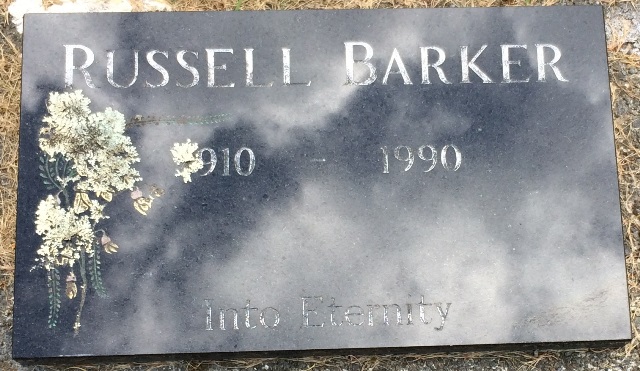 RUSSELL BARKER
910 - 1990
Into Eternity